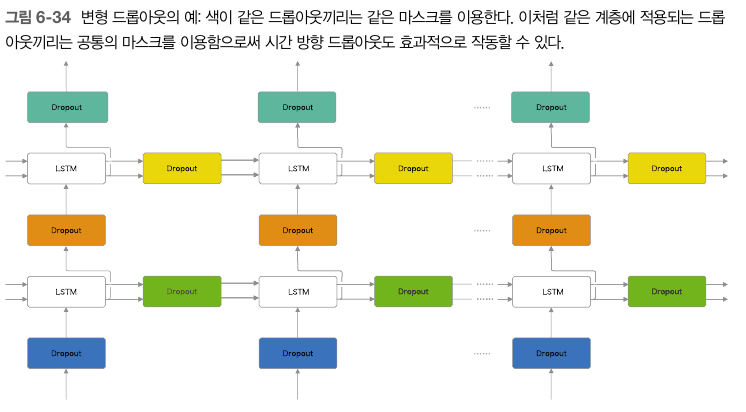 그림 6-34 변형 드롭아웃의 예: 색이 같은 드롭아웃끼리는 같은 마스크를 이용한다. 이처럼 같은 계층에 적용되는 드롭
아웃끼리는 공통의 마스크를 이용함으로써 시간 방향 드롭아웃도 효과적으로 작동할 수 있다.
Dropout Dropout ...... Dropout
LSTM Dropout LSTM Dropout ...... ...... LSTM Dropout
Dropout Dropout ...... Dropout
LSTM Dropout LSTM Dropout ...... ...... LSTM Dropout
Dropout Dropout ...... Dropout